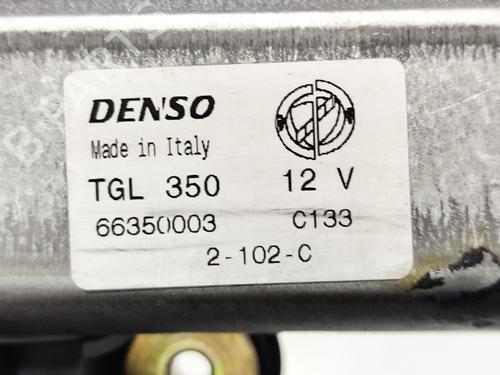 DENSO
Made in Italy
TGL 350 12 V
66350003 C133
2-102-C